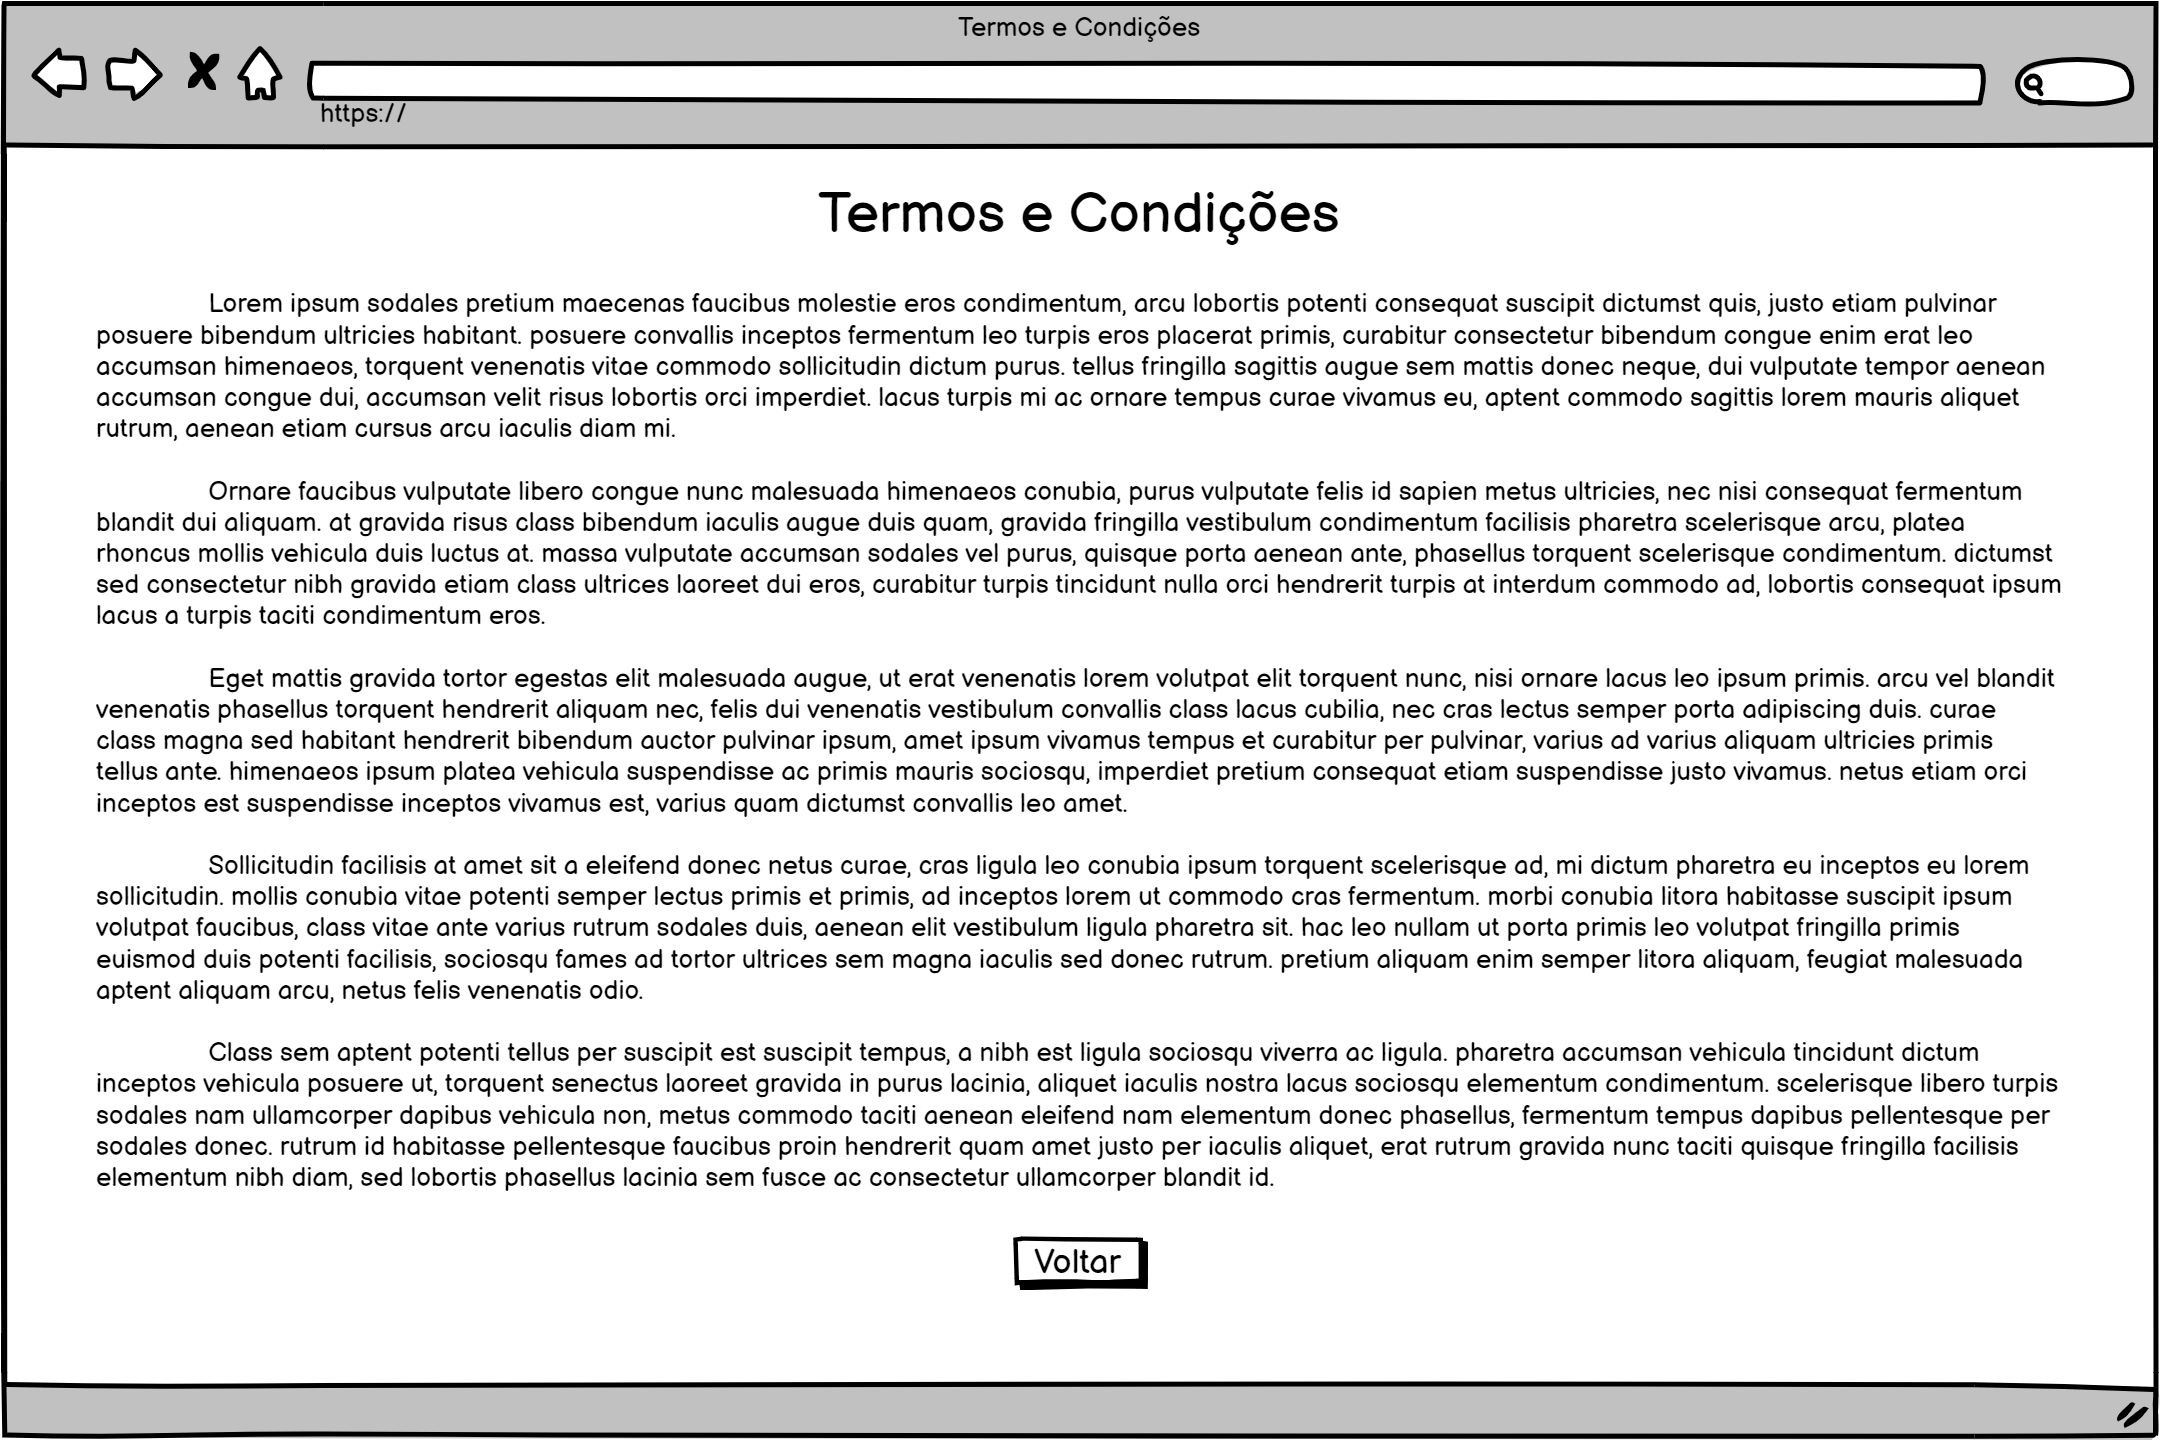 Termos e Condições
https://
Termos e Condições
Lorem ipsum sodales pretium maecenas faucibus molestie eros condimentum, arcu lobortis potenti consequat suscipit dictumst quis, justo etiam pulvinar
posuere bibendum ultricies habitant. posuere convallis inceptos fermentum leo turpis eros placerat primis, curabitur consectetur bibendum congue enim erat leo
accumsan himenaeos, torquent venenatis vitae commodo sollicitudin dictum purus. tellus fringilla sagittis augue sem mattis donec neque, dui vulputate tempor aenean
accumsan congue dui, accumsan velit risus lobortis orci imperdiet. lacus turpis mi ac ornare tempus curae vivamus eu, aptent commodo sagittis lorem mauris aliquet
rutrum, aenean etiam cursus arcu iaculis diam mi.
Ornare faucibus vulputate libero congue nunc malesuada himenaeos conubia, purus vulputate felis id sapien metus ultricies, nec nisi consequat fermentum
blandit dui aliquam. at gravida risus class bibendum iaculis augue duis quam, gravida fringilla vestibulum condimentum facilisis pharetra scelerisque arcu, platea
rhoncus mollis vehicula duis luctus at. massa vulputate accumsan sodales vel purus, quisque porta aenean ante, phasellus torquent scelerisque condimentum. dictumst
sed consectetur nibh gravida etiam class ultrices laoreet dui eros, curabitur turpis tincidunt nulla orci hendrerit turpis at interdum commodo ad, lobortis consequat ipsum
lacus a turpis taciti condimentum eros.
Eget mattis gravida tortor egestas elit malesuada augue, ut erat venenatis lorem volutpat elit torquent nunc, nisi ornare lacus leo ipsum primis. arcu vel blandit
venenatis phasellus torquent hendrerit aliquam nec, felis dui venenatis vestibulum convallis class lacus cubilia, nec cras lectus semper porta adipiscing duis. curae
class magna sed habitant hendrerit bibendum auctor pulvinar ipsum, amet ipsum vivamus tempus et curabitur per pulvinar, varius ad varius aliquam ultricies primis
tellus ante. himenaeos ipsum platea vehicula suspendisse ac primis mauris sociosqu, imperdiet pretium consequat etiam suspendisse justo vivamus. netus etiam orci
inceptos est suspendisse inceptos vivamus est, varius quam dictumst convallis leo amet.
Sollicitudin facilisis at amet sit a eleifend donec netus curae, cras ligula leo conubia ipsum torquent scelerisque ad, mi dictum pharetra eu inceptos eu lorem
sollicitudin. mollis conubia vitae potenti semper lectus primis et primis, ad inceptos lorem ut commodo cras fermentum. morbi conubia litora habitasse suscipit ipsum
volutpat faucibus, class vitae ante varius rutrum sodales duis, aenean elit vestibulum ligula pharetra sit. hac leo nullam ut porta primis leo volutpat fringilla primis
euismod duis potenti facilisis, sociosqu fames ad tortor ultrices sem magna iaculis sed donec rutrum. pretium aliquam enim semper litora aliquam, feugiat malesuada
aptent aliquam arcu, netus felis venenatis odio.
Class sem aptent potenti tellus per suscipit est suscipit tempus, a nibh est ligula sociosqu viverra ac ligula. pharetra accumsan vehicula tincidunt dictum
inceptos vehicula posuere ut, torquent senectus laoreet gravida in purus lacinia, aliquet iaculis nostra lacus sociosqu elementum condimentum. scelerisque libero turpis
sodales nam ullamcorper dapibus vehicula non, metus commodo taciti aenean eleifend nam elementum donec phasellus, fermentum tempus dapibus pellentesque per
sodales donec. rutrum id habitasse pellentesque faucibus proin hendrerit quam amet justo per iaculis aliquet, erat rutrum gravida nunc taciti quisque fringilla facilisis
elementum nibh diam, sed lobortis phasellus lacinia sem fusce ac consectetur ullamcorper blandit id.
Voltar